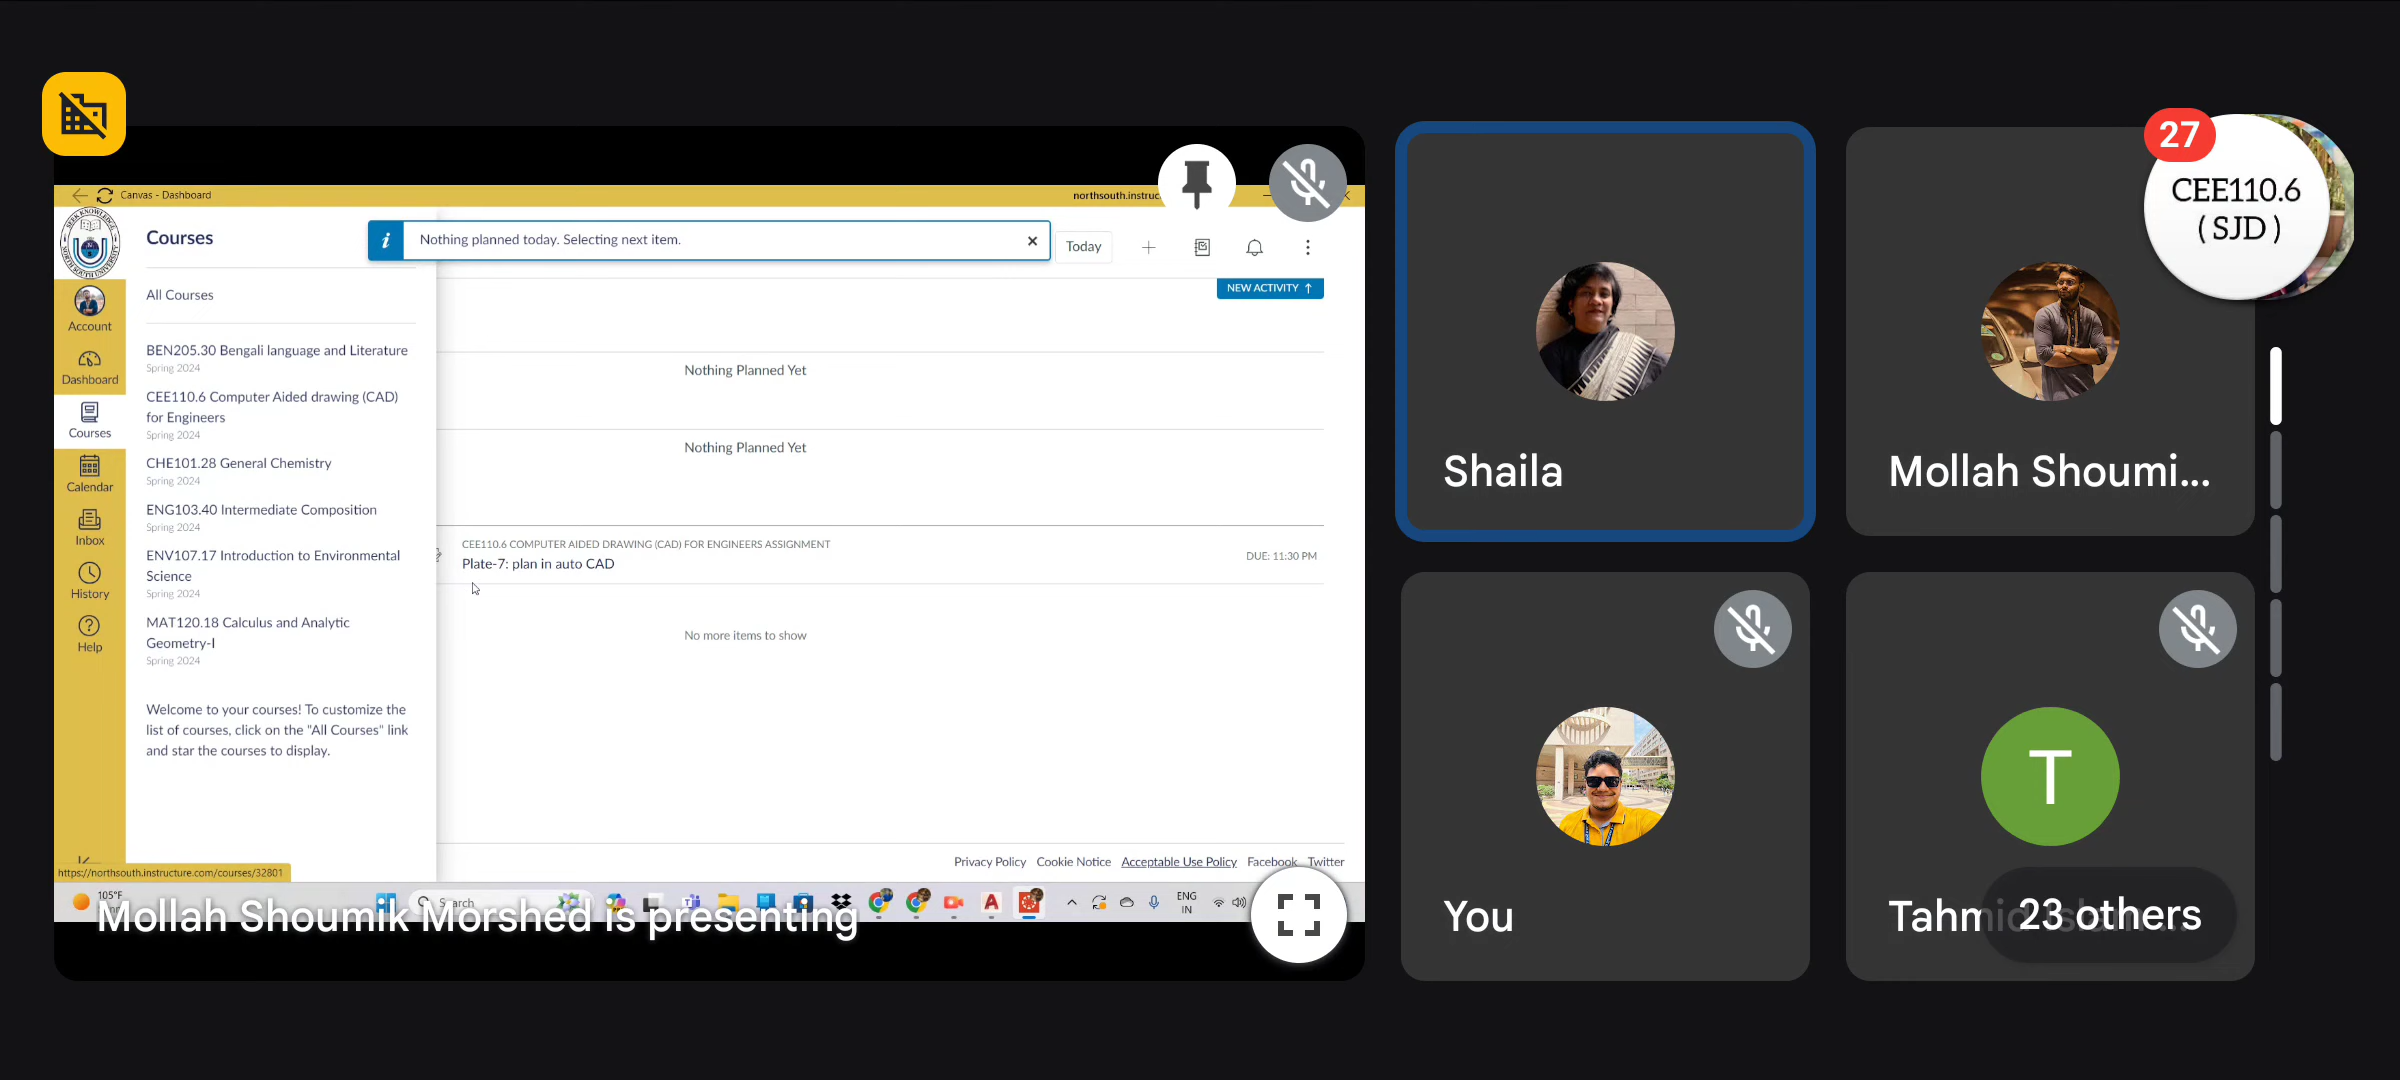 Canvas - Dashboard
northsouth.instruc
Courses
Nothing planned today. Selecting next item.
Today
NEW ACTIVITY
All Courses
Account
Dashboard
Courses
Calendar
Inbox
History
Help
BEN205.30 Bengali language and Literature
Spring 2024
CEE110.6 Computer Aided drawing (CAD)
for Engineers
Spring 2024
CHE101.28 General Chemistry
Spring 2024
ENG103.40 Intermediate Composition
Spring 2024
ENV107.17 Introduction to Environmental
Science
Spring 2024
MAT120.18 Calculus and Analytic
Geometry-I
Spring 2024
Welcome to your courses! To customize the
list of courses, click on the "All Courses" link
and star the courses to display.
Nothing Planned Yet
Nothing Planned Yet
CEE110.6 COMPUTER AIDED DRAWING (CAD) FOR ENGINEERS ASSIGNMENT
Plate-7: plan in auto CAD
DUE: 11:30 PM
No more items to show
Privacy Policy Cookie Notice Acceptable Use Policy Facebook Twitter
https://northsouth.instructure.com/courses/32801
105°F
Search
ENG
IN
Mollah Shoumik Morshed is presenting
Shaila
Mollah Shoumi...
27
CEE110.6
( SJD )
You
T
Tahmid Islam
23 others